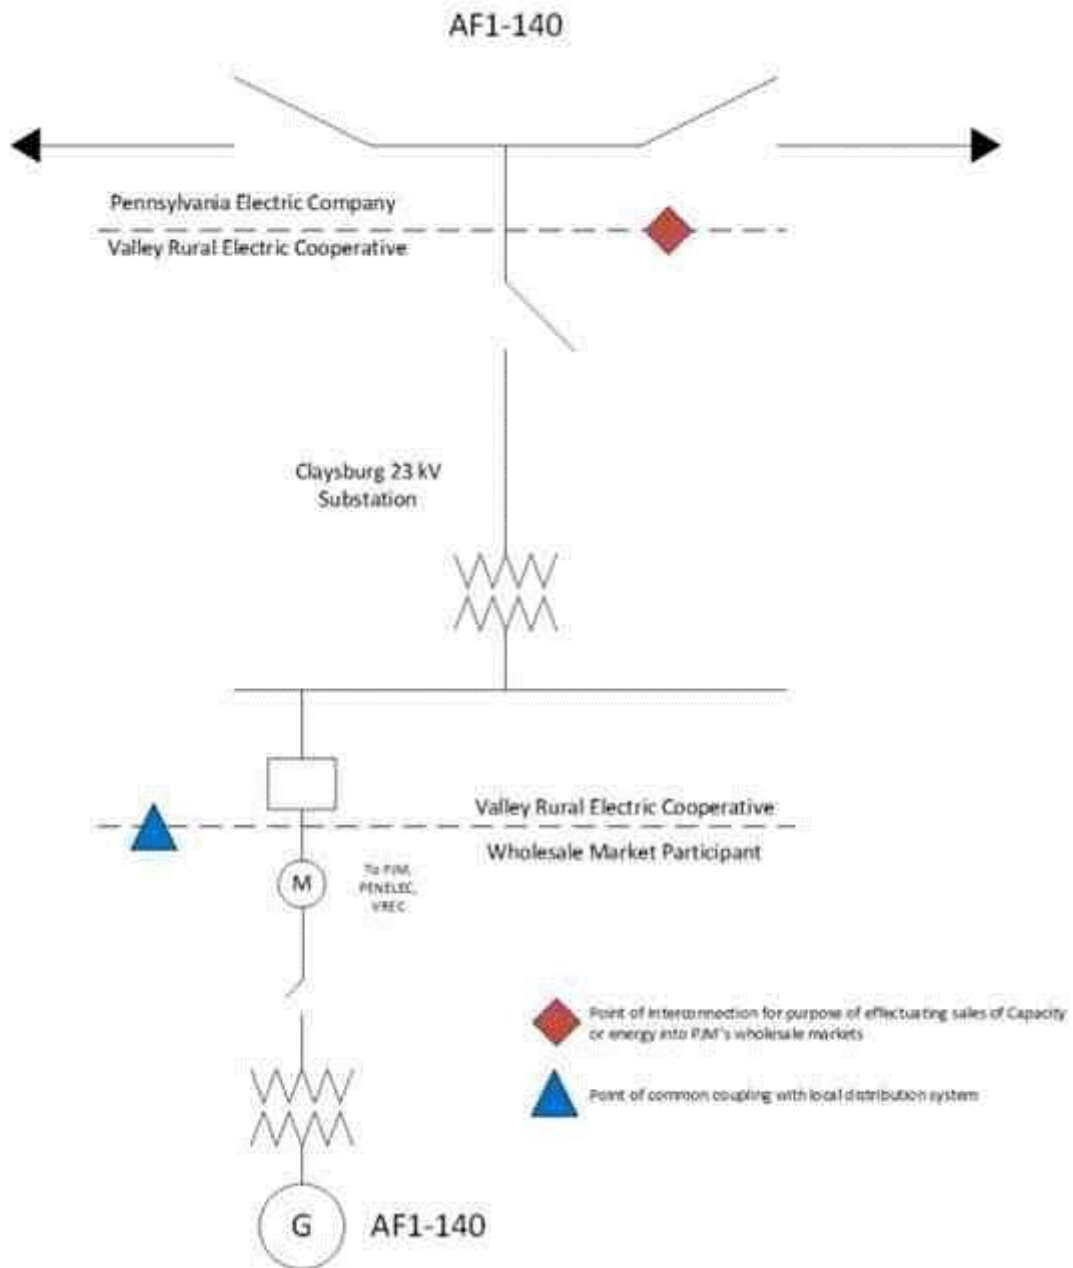 AF1-140
Pennsylvania Electric Company
Valley Rural Electric Cooperative
Claysburg 23 kV
Substation
Valley Rural Electric Cooperative
Wholesale Market Participant
M
To PJM,
PENELEC,
VREC
Point of Interconnection for purpose of effectuating sales of Capacity
or energy into PJM's wholesale markets
Point of common coupling with local distribution system
G
AF1-140